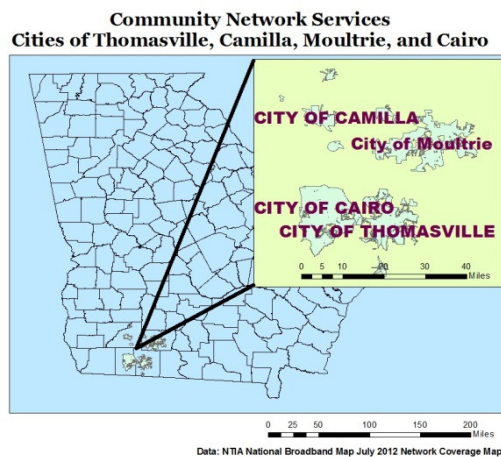 Community Network Services
Cities of Thomasville, Camilla, Moultrie, and Cairo
CITY OF CAMILLA
City of Moultrie
CITY OF CAIRO
CITY OF THOMASVILLE
0 5 10 20 30 40
Miles
0 25 50 100 150 200
Miles
Data: NTIA National Broadband Map July 2012 Network Coverage Map